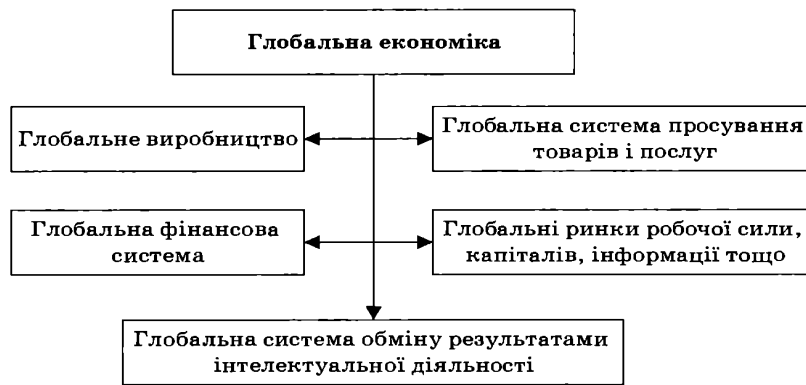 Глобальна економіка
Глобальне виробництво
Глобальна система просування
товарів і послуг
Глобальна фінансова
система
Глобальні ринки робочої сили,
капіталів, інформації тощо
Глобальна система обміну результатами
інтелектуальної діяльності